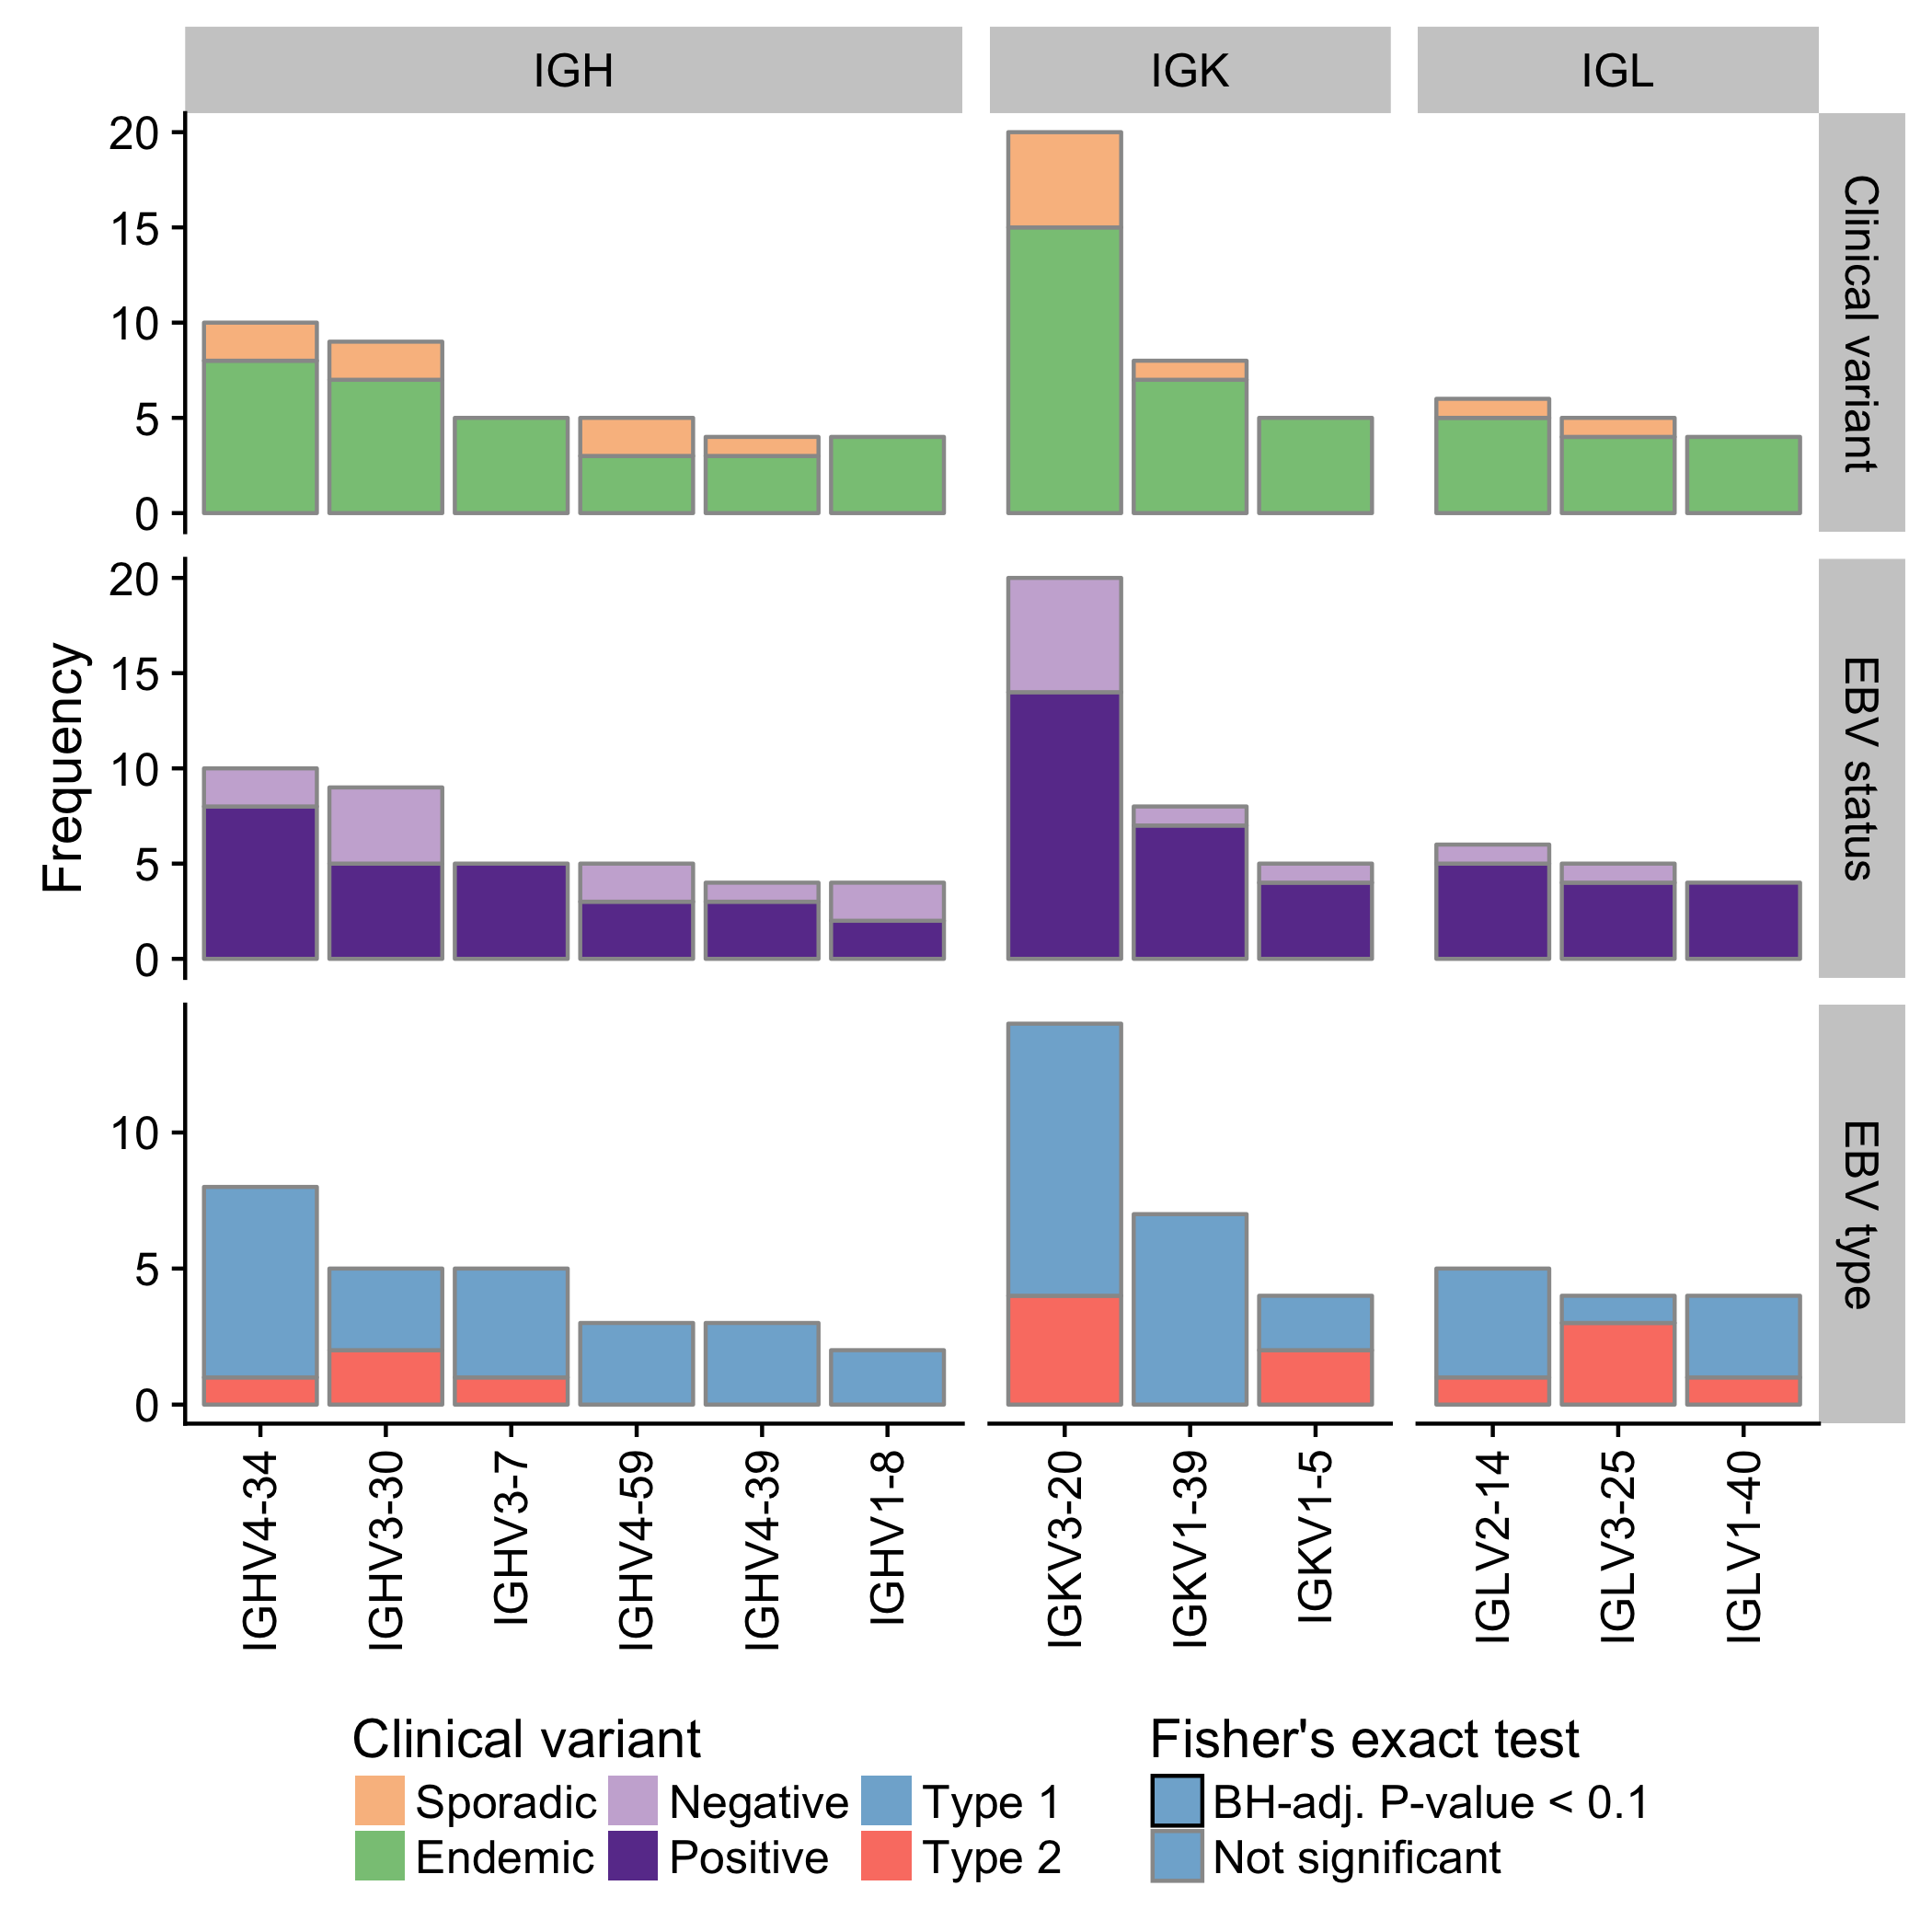 IGH IGK IGL
20
15
10
5
0
Clinical variant
20
15
10
5
0
EBV status
Frequency
10
5
0
EBV type
IGHV4-34 IGHV3-30 IGHV3-7 IGHV4-59 IGHV4-39 IGHV1-8 IGKV3-20 IGKV1-39 IGKV1-5 IGLV2-14 IGLV3-25 IGLV1-40
Clinical variant Fisher's exact test
Sporadic Negative Type 1 BH-adj. P-value < 0.1
Endemic Positive Type 2 Not significant